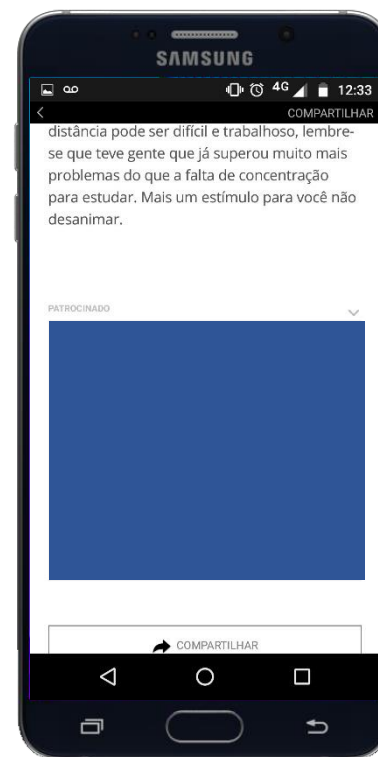 SAMSUNG
4G 12:33
COMPARTILHAR
distância pode ser difícil e trabalhoso, lembre-
se que teve gente que já superou muito mais
problemas do que a falta de concentração
para estudar. Mais um estímulo para você não
desanimar.
PATROCINADO
COMPARTILHAR